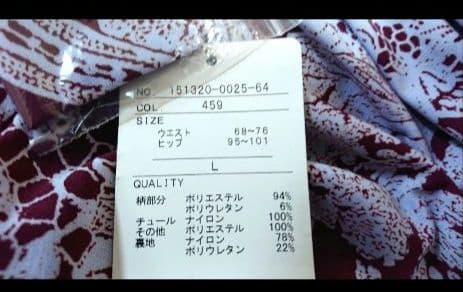 NO. 151320-0025-64
COL 459
SIZE
ウエスト 68~76
ヒップ 95~101
L
QUALITY
柄部分 ポリエステル 94%
ポリウレタン 6%
チュール ナイロン 100%
その他 ポリエステル 100%
裏地 ナイロン 78%
ポリウレタン 22%